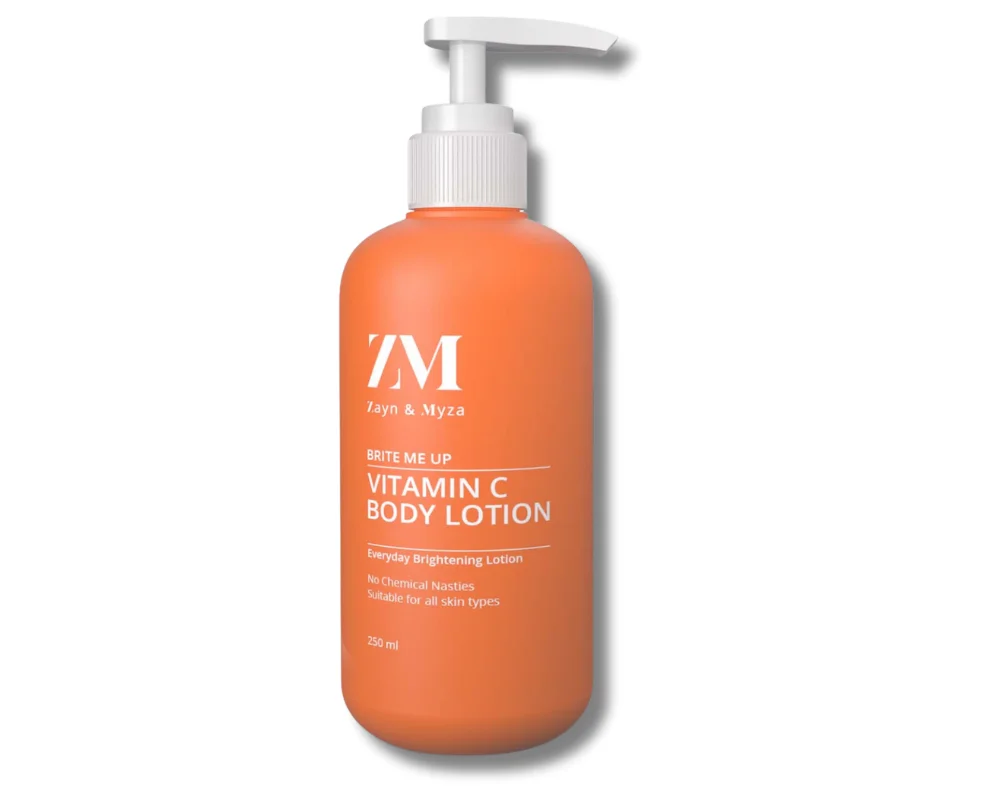 ZM
Zayn & Myza
BRITE ME UP
VITAMIN C
BODY LOTION
Everyday Brightening Lotion
No Chemical Nasties
Suitable for all skin types
250 ml